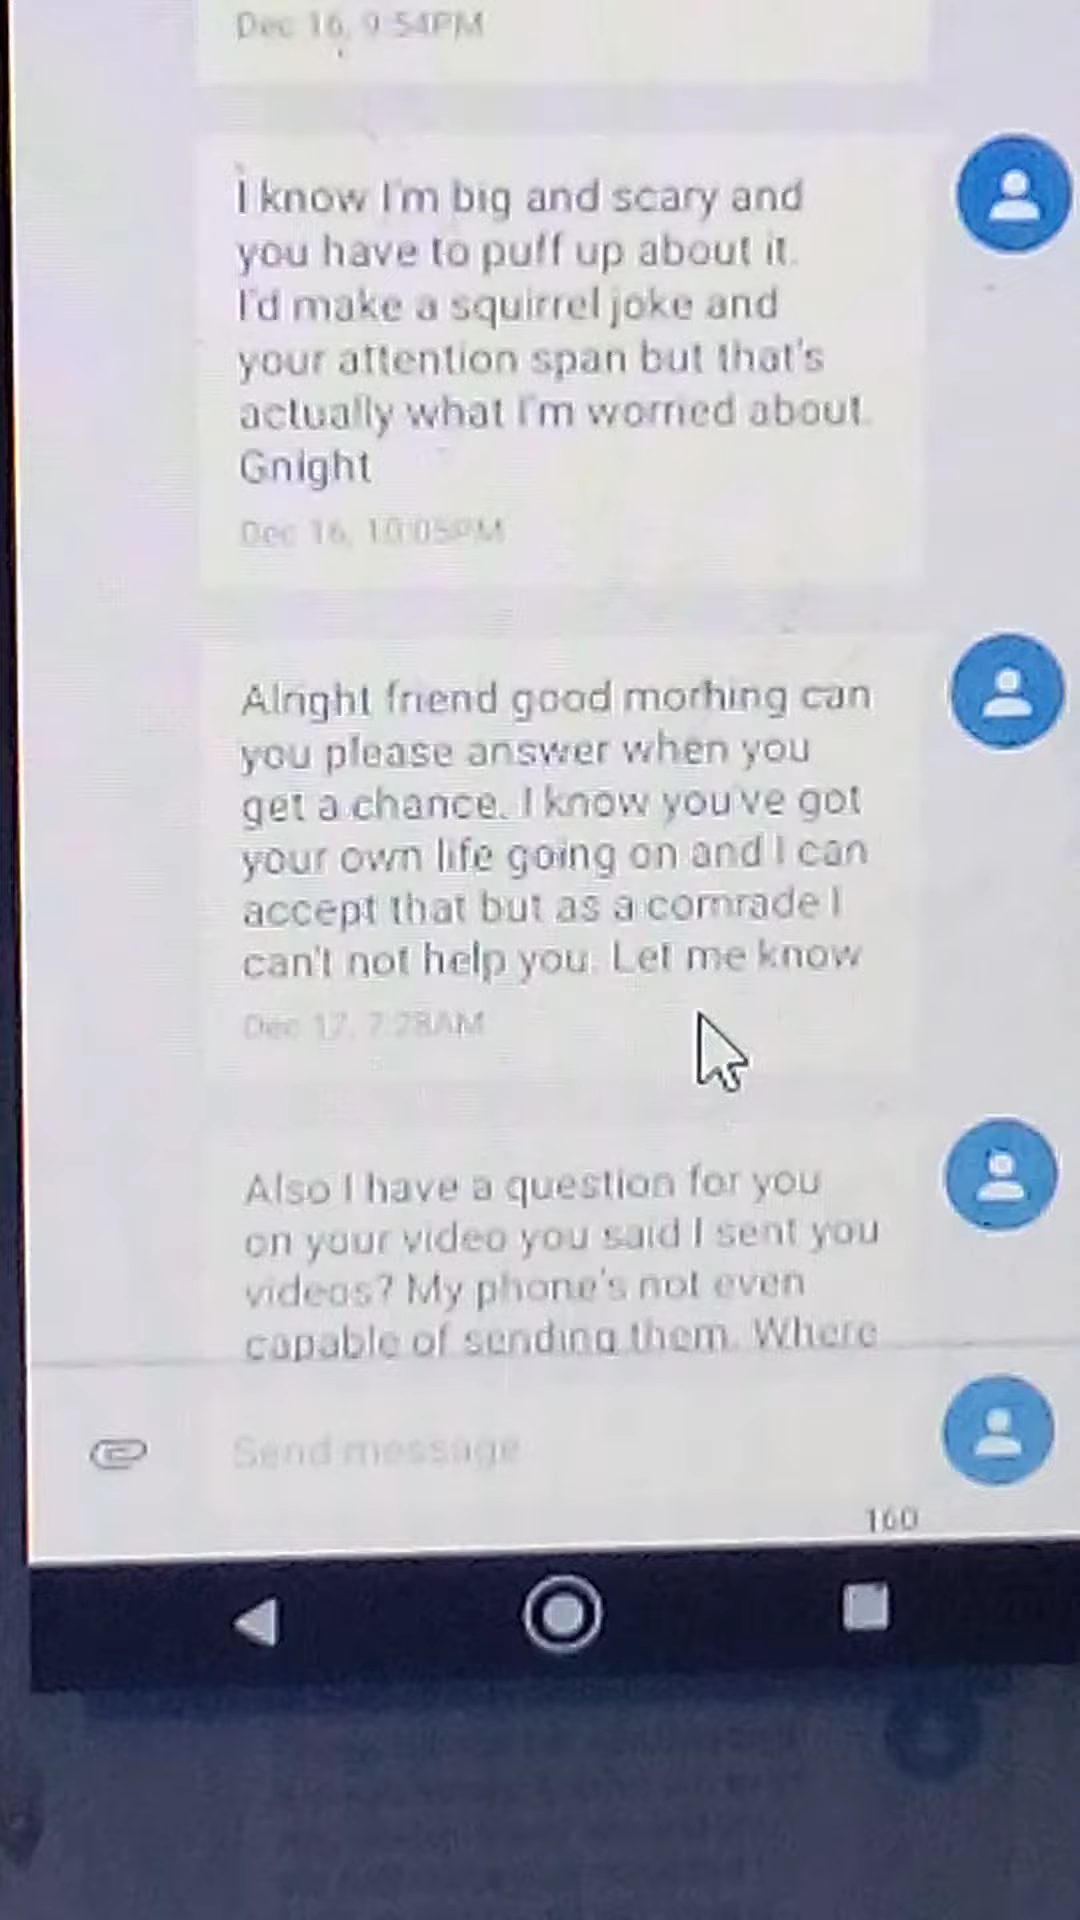 Dec 16, 9:54PM
I know I'm big and scary and
you have to puff up about it.
I'd make a squirrel joke and
your attention span but that's
actually what I'm worried about.
Gnight
Dec 16, 10:05PM
Alright friend good morning can
you please answer when you
get a chance. I know you've got
your own life going on and I can
accept that but as a comrade I
can't not help you. Let me know
Dec 17, 7:28AM
Also I have a question for you
on your video you said I sent you
videos? My phone's not even
capable of sending them. Where
Send message
160